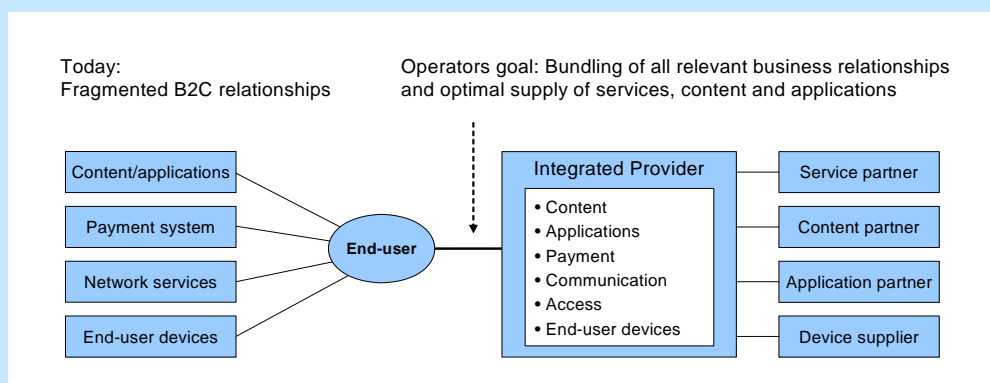 Today:
Fragmented B2C relationships
Operators goal: Bundling of all relevant business relationships
and optimal supply of services, content and applications
Content/applications
Payment system
Network services
End-user devices
End-user
Integrated Provider
• Content
• Applications
• Payment
• Communication
• Access
• End-user devices
Service partner
Content partner
Application partner
Device supplier